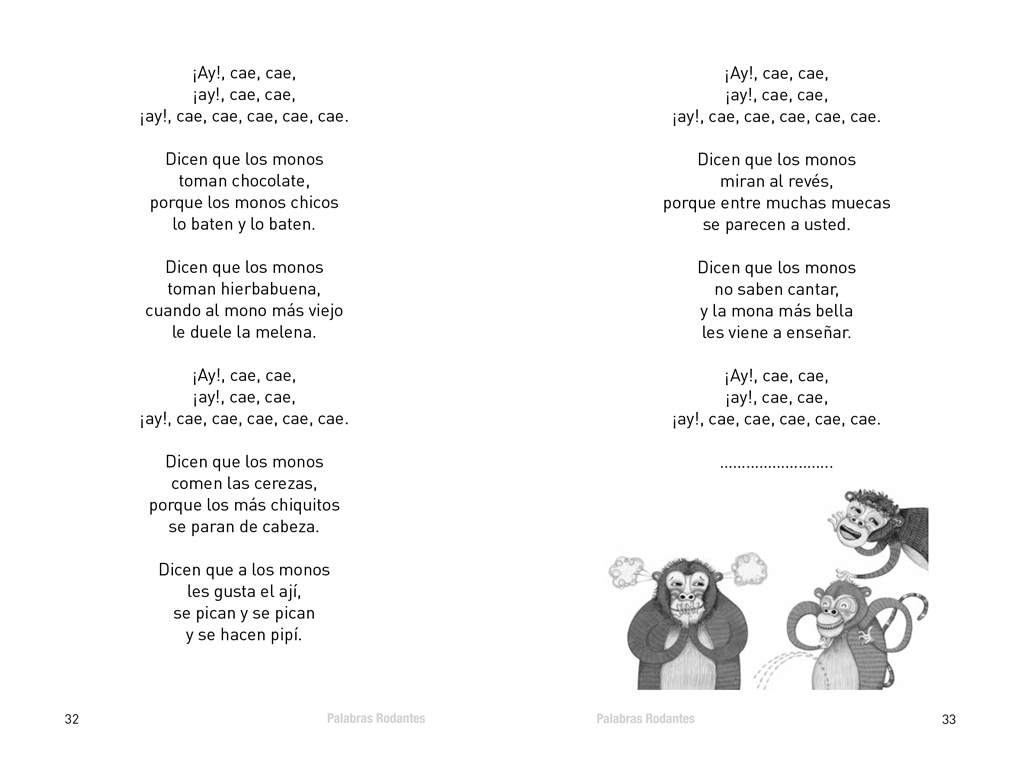 ¡Ay!, cae, cae,
¡ay!, cae, cae,
¡ay!, cae, cae, cae, cae, cae.
Dicen que los monos
toman chocolate,
porque los monos chicos
lo baten y lo baten.
Dicen que los monos
toman hierbabuena,
cuando al mono más viejo
le duele la melena.
¡Ay!, cae, cae,
¡ay!, cae, cae,
¡ay!, cae, cae, cae, cae, cae.
Dicen que los monos
comen las cerezas,
porque los más chiquitos
se paran de cabeza.
Dicen que a los monos
les gusta el ají,
se pican y se pican
y se hacen pipí.
32
Palabras Rodantes
¡Ay!, cae, cae,
¡ay!, cae, cae,
¡ay!, cae, cae, cae, cae, cae.
Dicen que los monos
miran al revés,
porque entre muchas muecas
se parecen a usted.
Dicen que los monos
no saben cantar,
y la mona más bella
les viene a enseñar.
¡Ay!, cae, cae,
¡ay!, cae, cae,
¡ay!, cae, cae, cae, cae, cae.
..........................
Palabras Rodantes
33